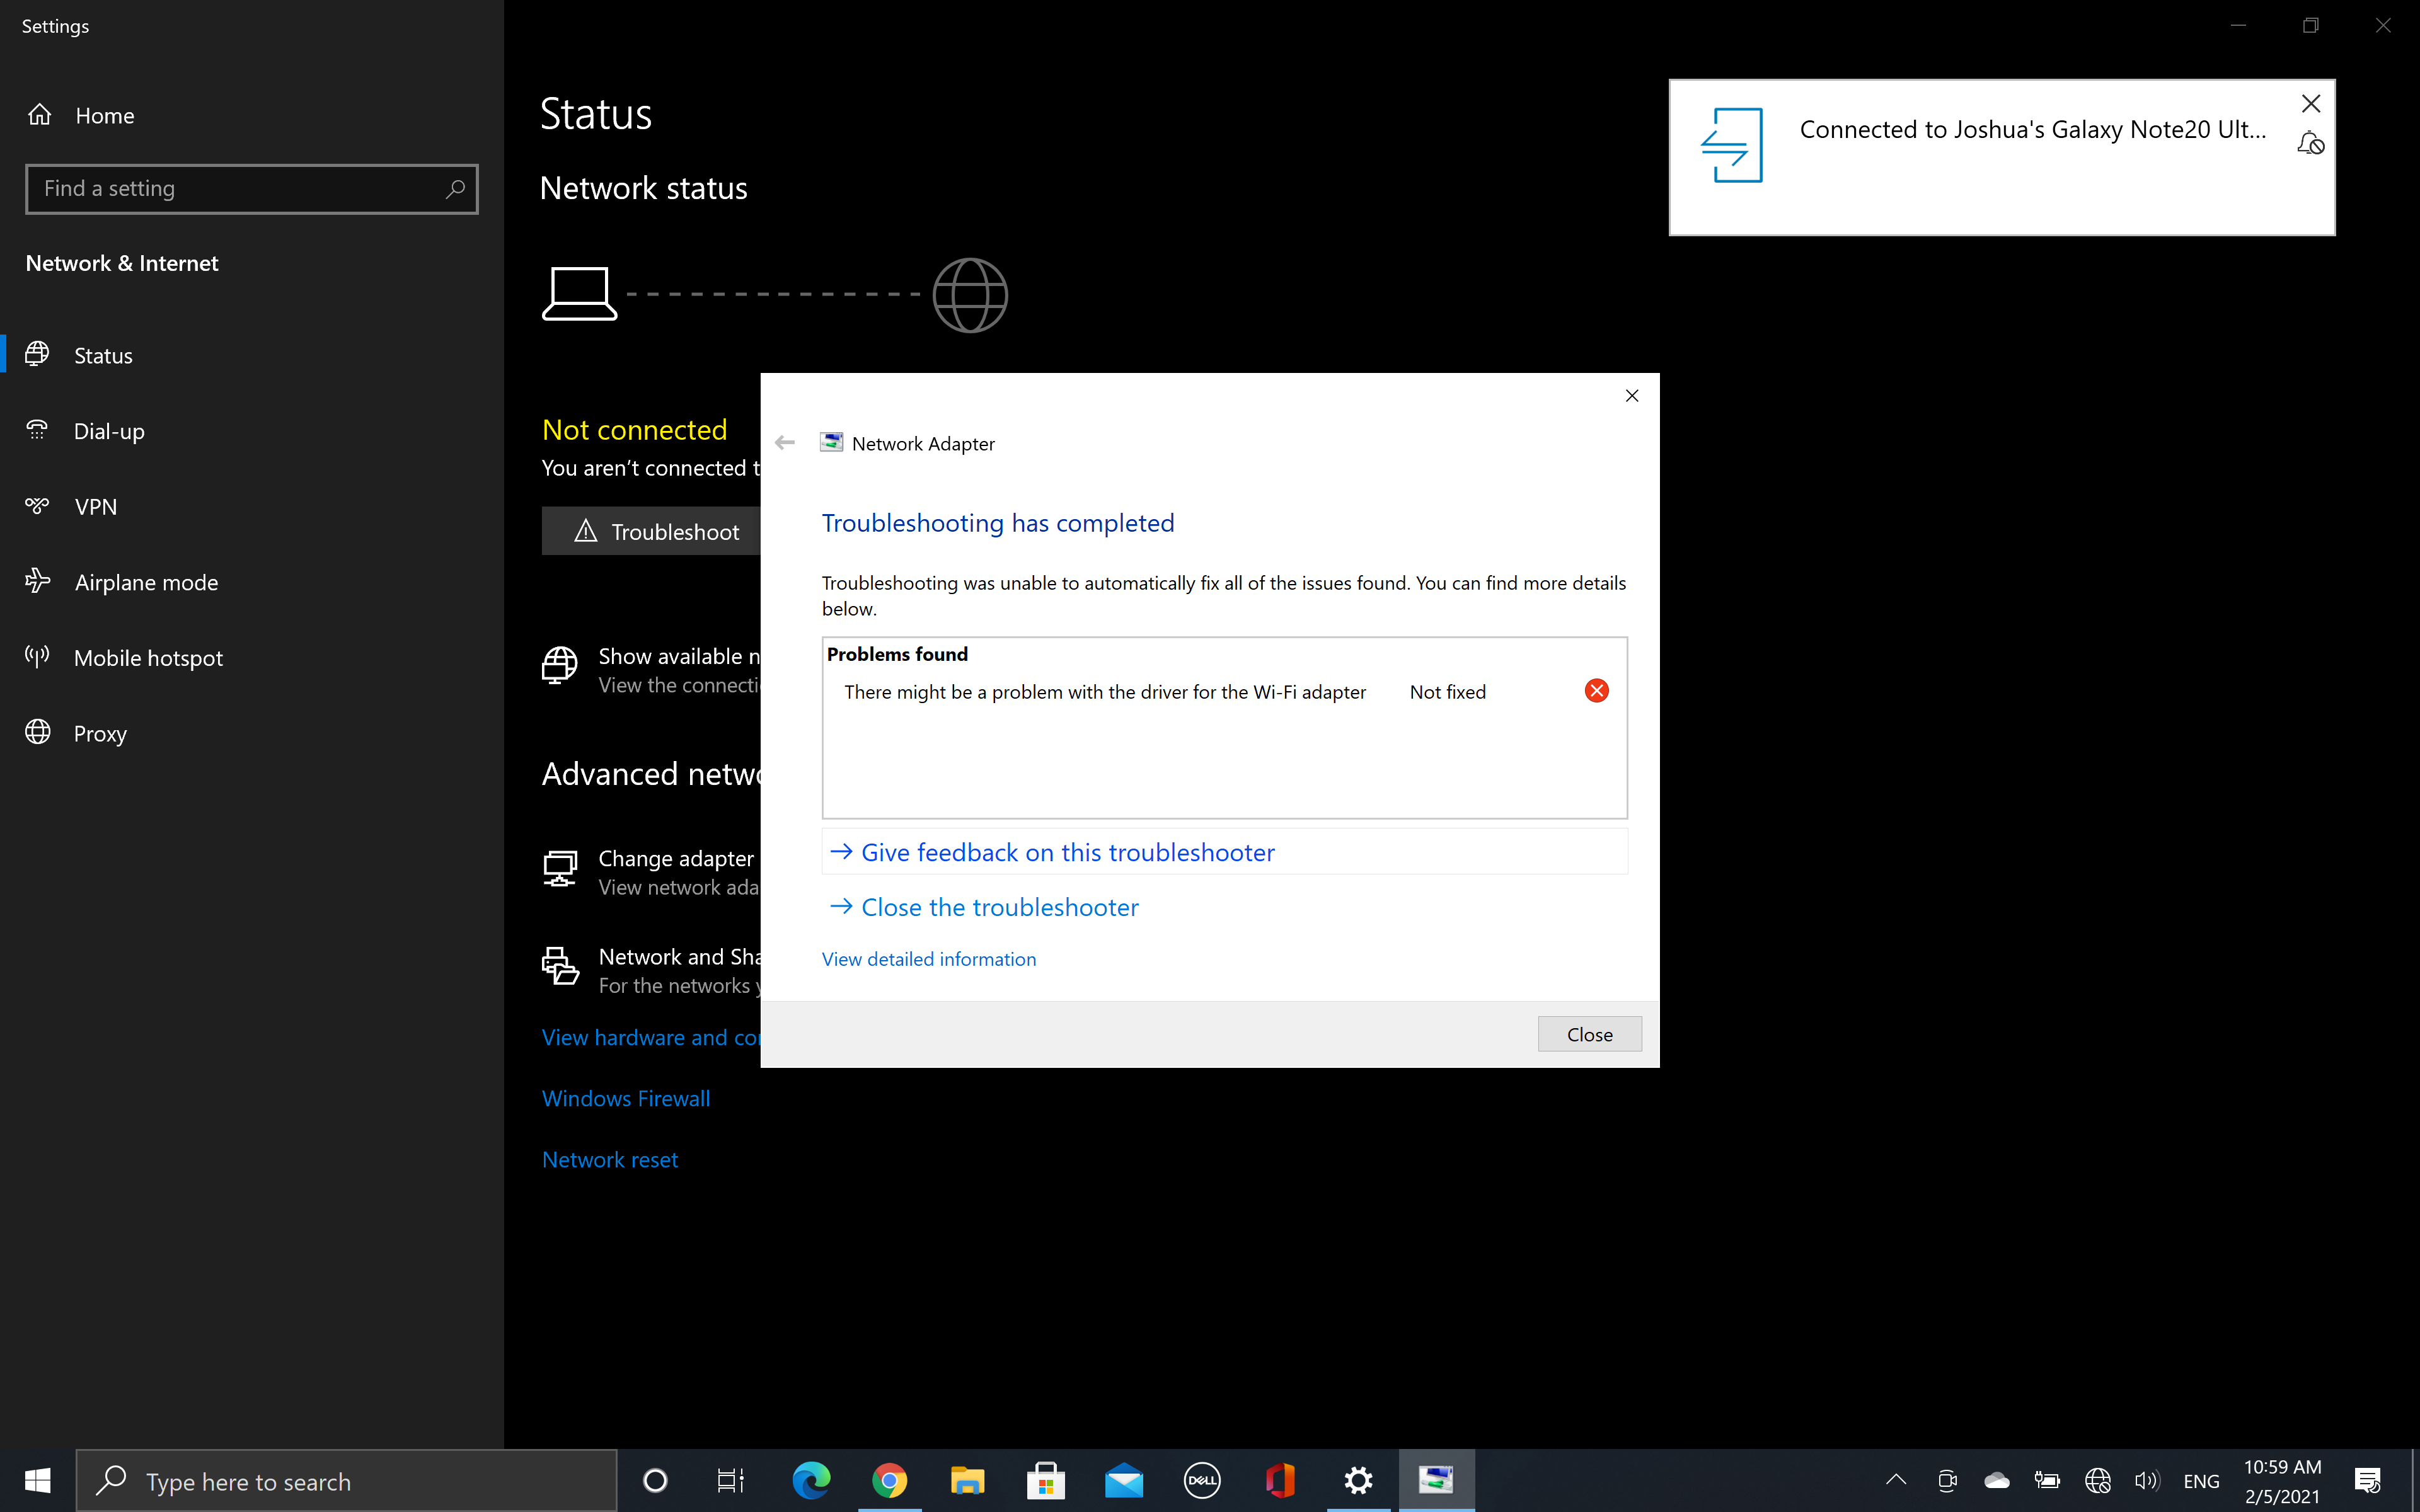 Settings
Home
Find a setting
Network & Internet
Status
Dial-up
VPN
Airplane mode
Mobile hotspot
Proxy
Status
Network status
Not connected
You aren't connected t
Troubleshoot
Show available n
View the connecti
Advanced netwo
Change adapter
View network ada
Network and Sha
For the networks y
View hardware and con
Windows Firewall
Network reset
Connected to Joshua's Galaxy Note20 Ult...
Network Adapter
Troubleshooting has completed
Troubleshooting was unable to automatically fix all of the issues found. You can find more details
below.
Problems found
There might be a problem with the driver for the Wi-Fi adapter Not fixed
Give feedback on this troubleshooter
Close the troubleshooter
View detailed information
Close
Type here to search
DELL
ENG
10:59 AM
2/5/2021